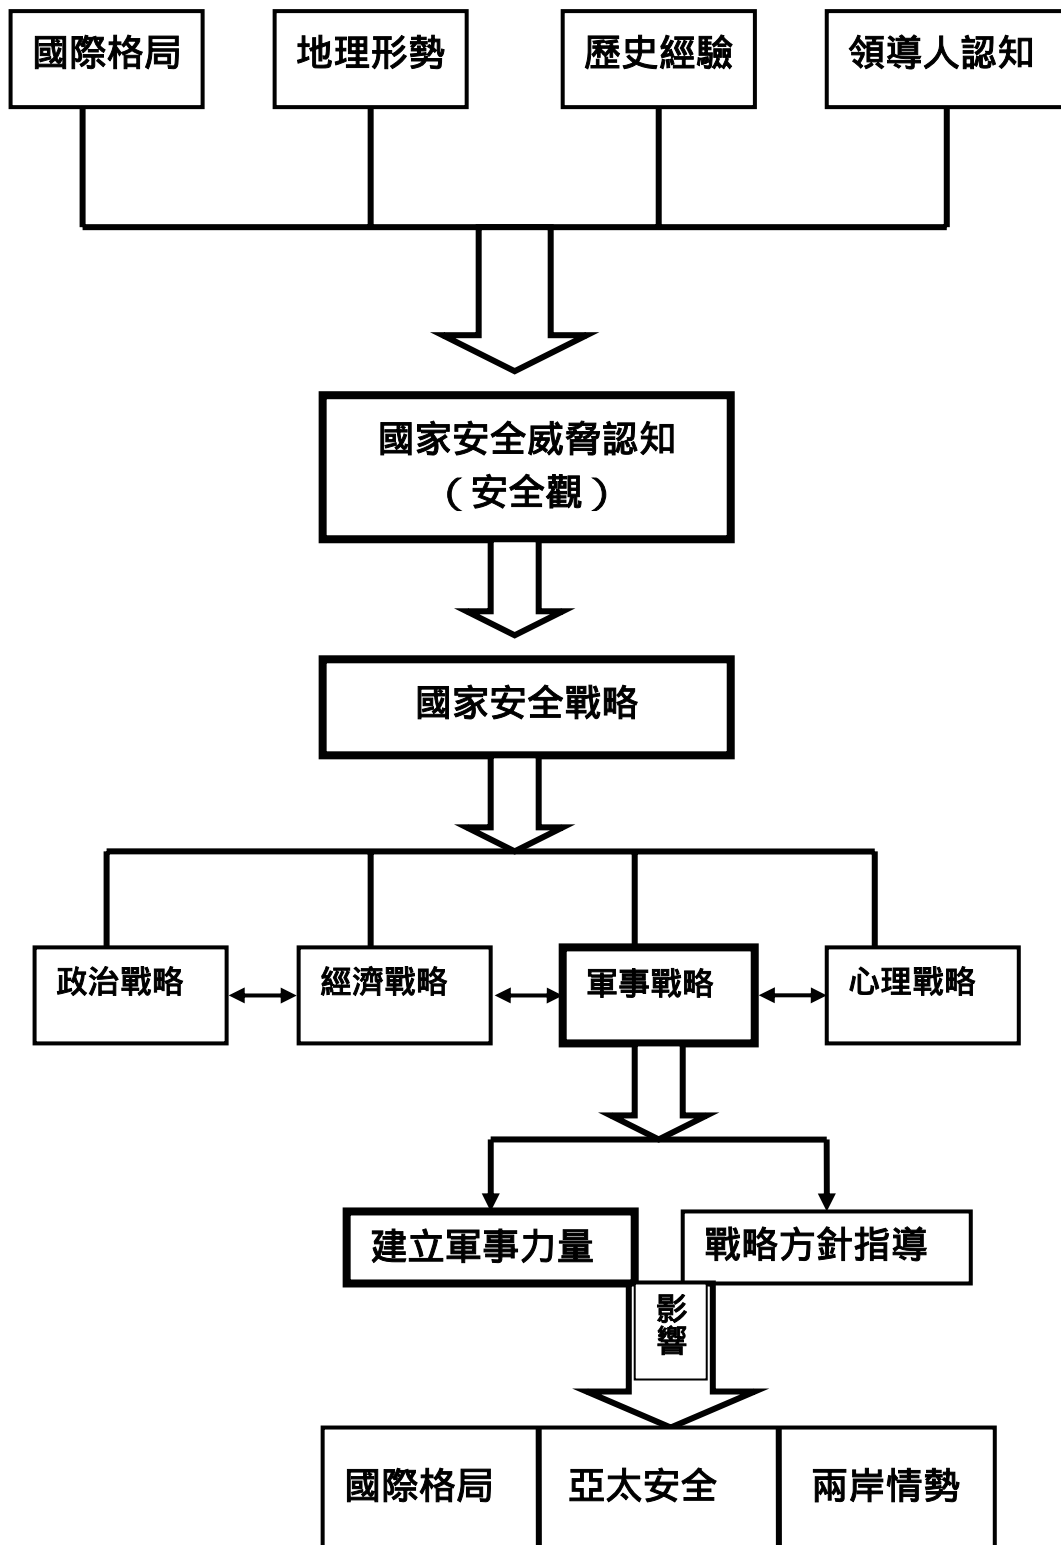 國際格局
地理形勢
歷史經驗
領導人認知
國家安全威脅認知
（安全觀）
國家安全戰略
政治戰略
經濟戰略
軍事戰略
心理戰略
建立軍事力量
戰略方針指導
影
響
國際格局
亞太安全
兩岸情勢